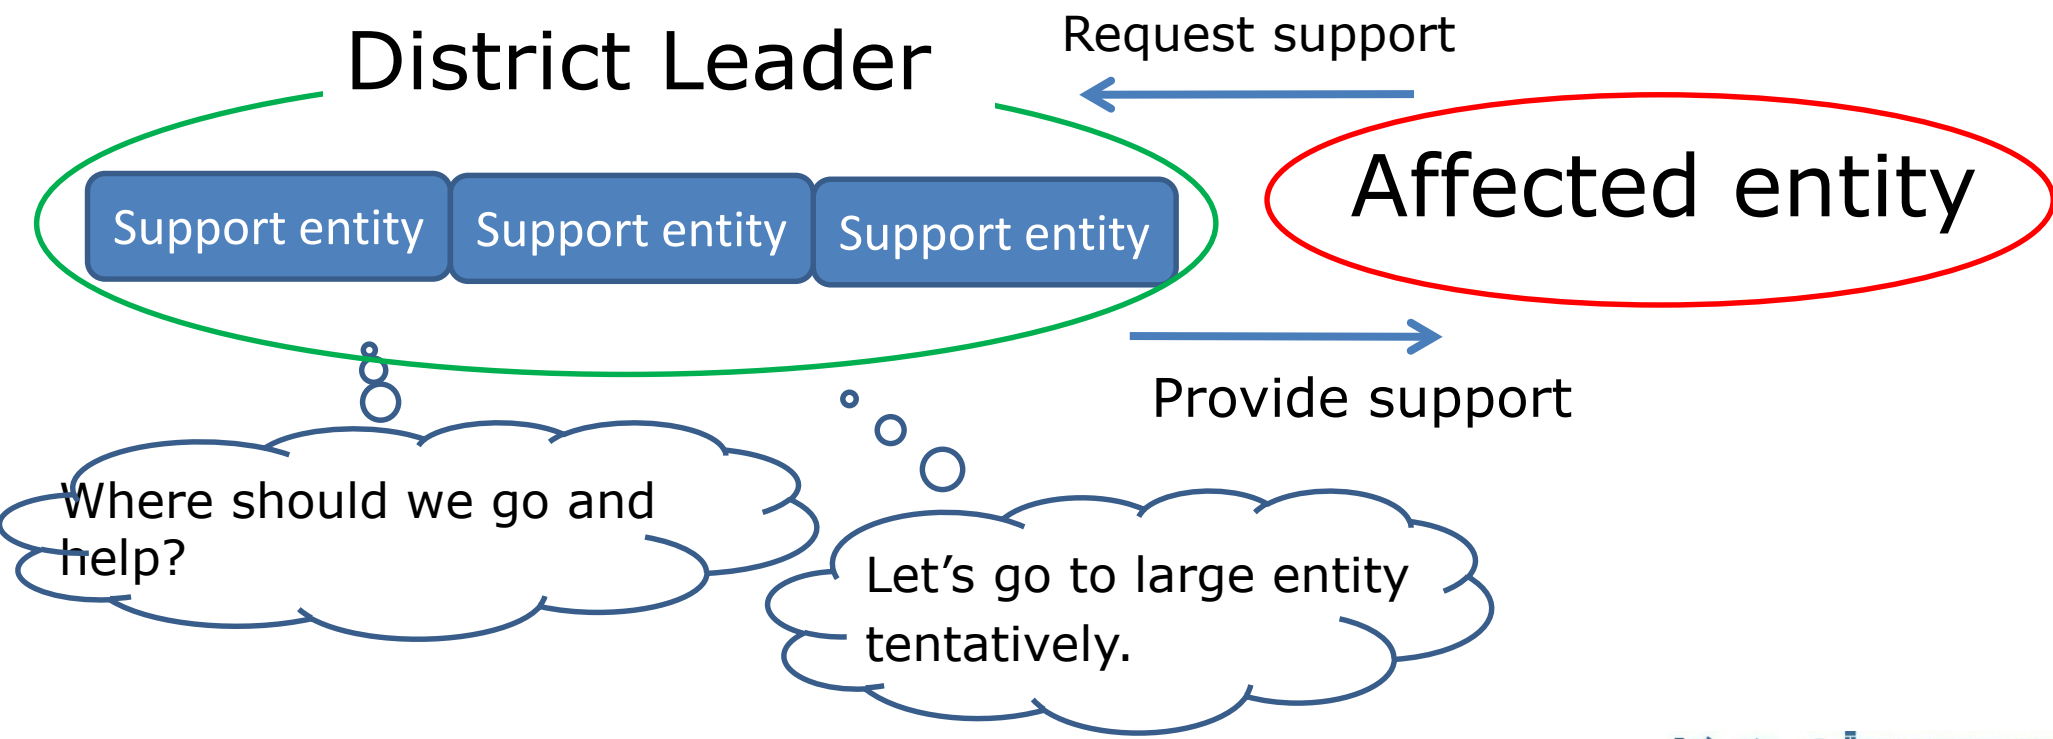 Request support
District Leader
Affected entity
Support entity
Support entity
Support entity
Provide support
Where should we go and
help?
Let’s go to large entity
tentatively.